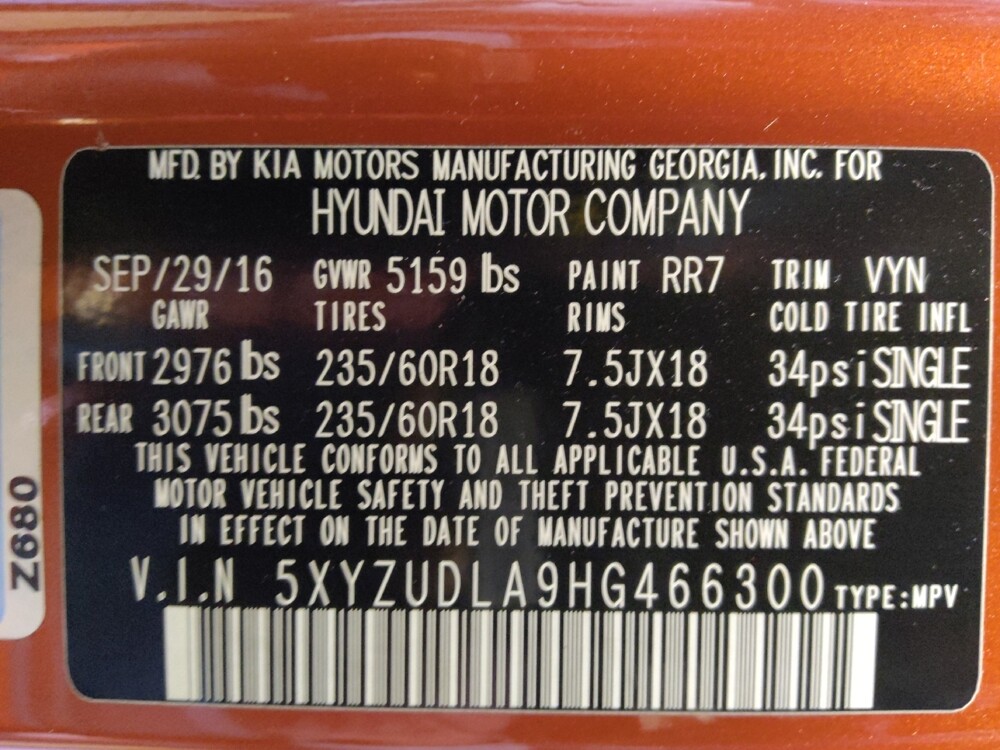 MFD. BY KIA MOTORS MANUFACTURING GEORGIA, INC. FOR
HYUNDAI MOTOR COMPANY
SEP/29/16 GVWR 5159 lbs PAINT RR7 TRIM VYN
GAWR TIRES RIMS COLD TIRE INFL
FRONT 2976 lbs 235/60R18 7.5JX18 34psi SINGLE
REAR 3075 lbs 235/60R18 7.5JX18 34psi SINGLE
THIS VEHICLE CONFORMS TO ALL APPLICABLE U.S.A. FEDERAL
MOTOR VEHICLE SAFETY AND THEFT PREVENTION STANDARDS
IN EFFECT ON THE DATE OF MANUFACTURE SHOWN ABOVE
V.I.N 5XYZUDLA9HG466300 TYPE:MPV
Z680